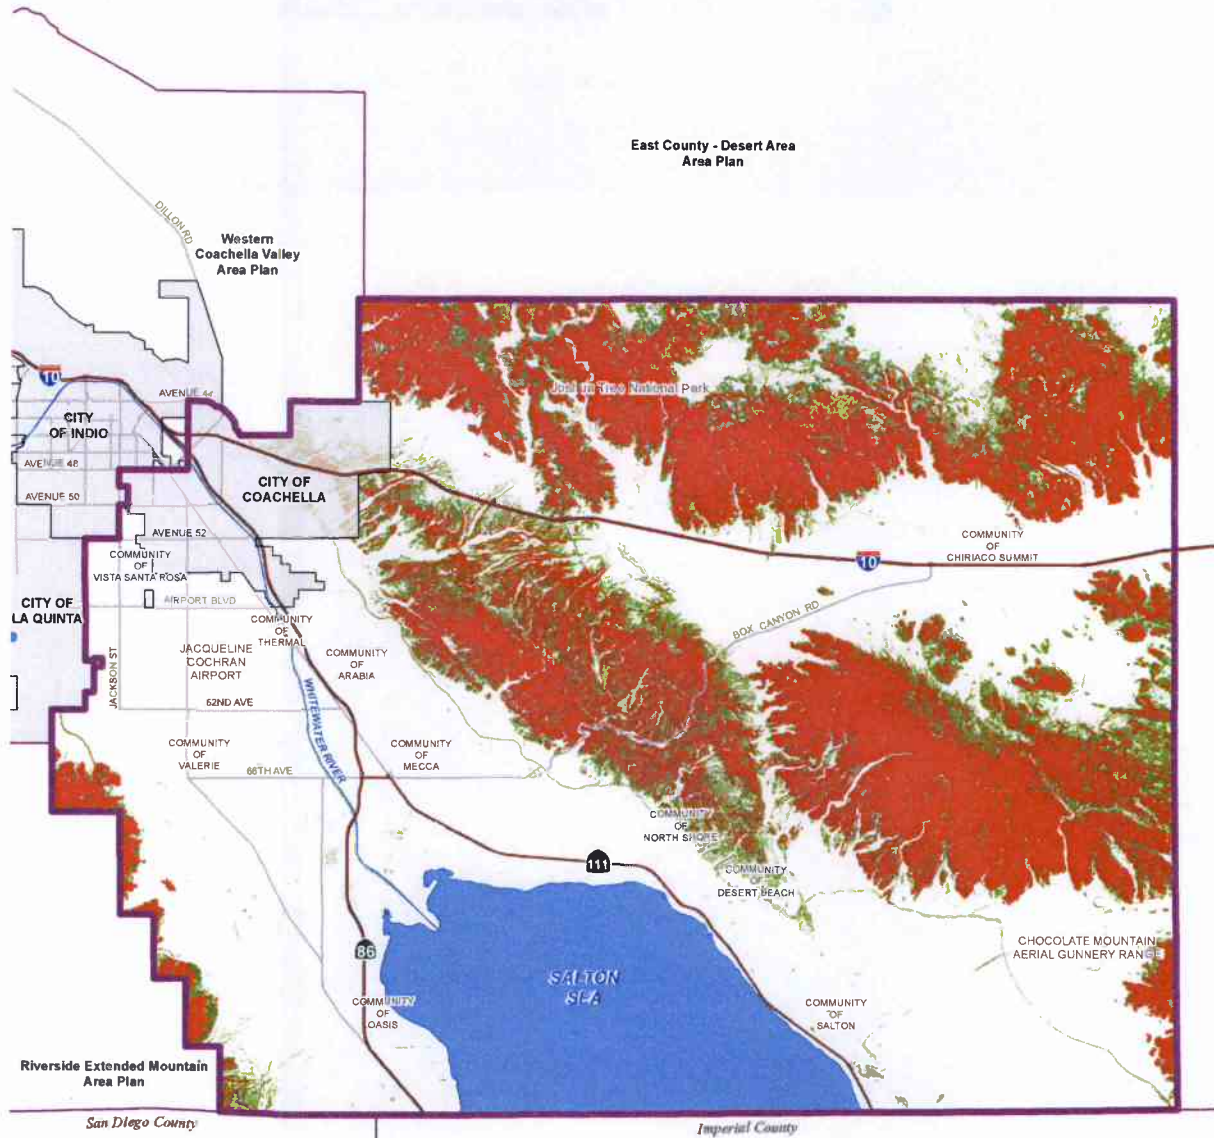 East County - Desert Area
Area Plan
DILLON RD
Western
Coachella Valley
Area Plan
10
AVENUE 44
Joshua Tree National Park
CITY
OF INDIO
AVENUE 48
CITY OF
COACHELLA
AVENUE 50
AVENUE 52
COMMUNITY
OF
VISTA SANTA ROSA
COMMUNITY
OF
CHIRIACO SUMMIT
10
CITY OF
LA QUINTA
AIRPORT BLVD
COMMUNITY
OF
THERMAL
BOX CANYON RD
JACQUELINE
COCHRAN
AIRPORT
COMMUNITY
OF
ARABIA
JACKSON ST
62ND AVE
WHITEWATER RIVER
COMMUNITY
OF
VALERIE
COMMUNITY
OF
MECCA
66TH AVE
COMMUNITY
OF
NORTH SHORE
111
COMMUNITY
OF
DESERT BEACH
86
CHOCOLATE MOUNTAIN
AERIAL GUNNERY RANGE
SALTON
SEA
COMMUNITY
OF
OASIS
COMMUNITY
OF
SALTON
Riverside Extended Mountain
Area Plan
San Diego County
Imperial County